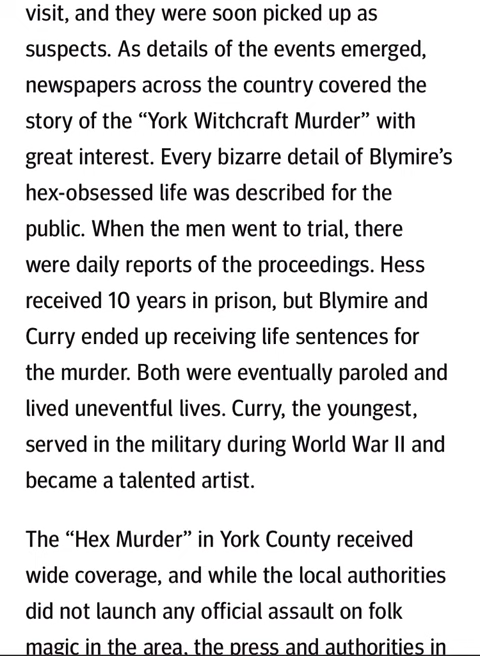 visit, and they were soon picked up as
suspects. As details of the events emerged,
newspapers across the country covered the
story of the “York Witchcraft Murder” with
great interest. Every bizarre detail of Blymire’s
hex-obsessed life was described for the
public. When the men went to trial, there
were daily reports of the proceedings. Hess
received 10 years in prison, but Blymire and
Curry ended up receiving life sentences for
the murder. Both were eventually paroled and
lived uneventful lives. Curry, the youngest,
served in the military during World War II and
became a talented artist.
The “Hex Murder” in York County received
wide coverage, and while the local authorities
did not launch any official assault on folk
magic in the area, the press and authorities in